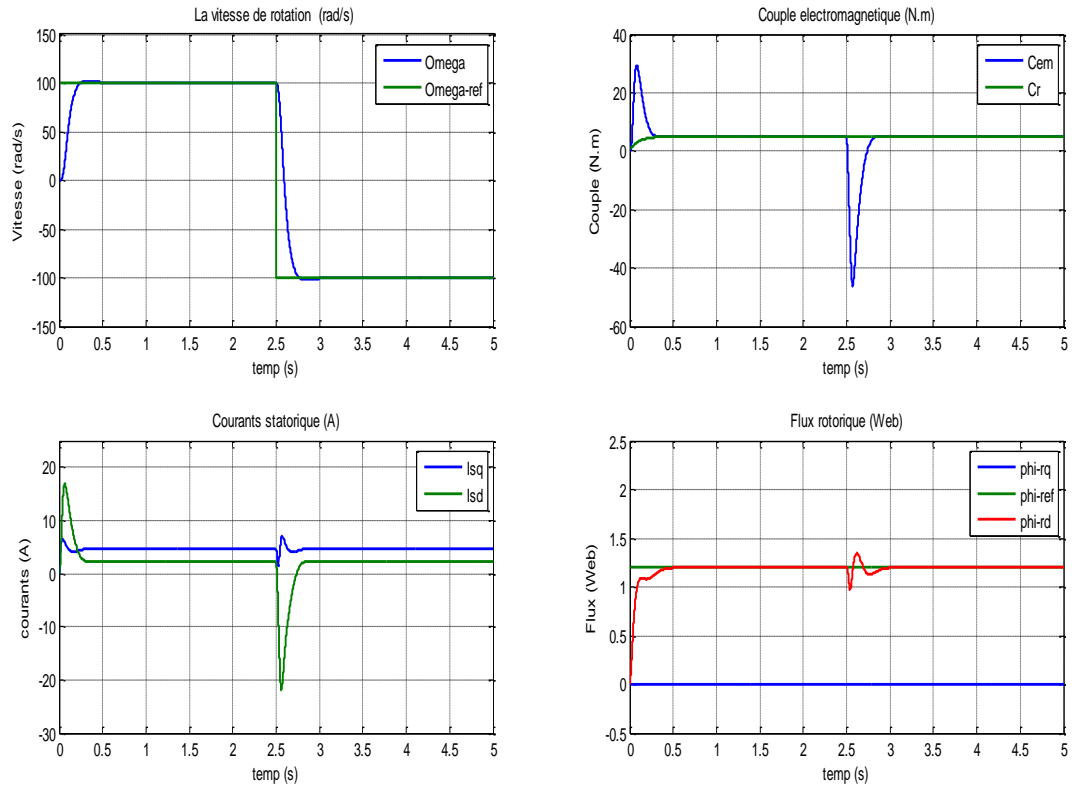 La vitesse de rotation (rad/s)
150
100
50
0
-50
-100
-150
Vitesse (rad/s)
0 0.5 1 1.5 2 2.5 3 3.5 4 4.5 5
temp (s)
Omega
Omega-ref
Couple electromagnetique (N.m)
40
20
0
-20
-40
-60
Couple (N.m)
0 0.5 1 1.5 2 2.5 3 3.5 4 4.5 5
temp (s)
Cem
Cr
Courants statorique (A)
20
10
0
-10
-20
-30
courants (A)
0 0.5 1 1.5 2 2.5 3 3.5 4 4.5 5
temp (s)
Isq
Isd
Flux rotorique (Web)
2.5
2
1.5
1
0.5
0
-0.5
Flux (Web)
0 0.5 1 1.5 2 2.5 3 3.5 4 4.5 5
temp (s)
phi-rq
phi-ref
phi-rd